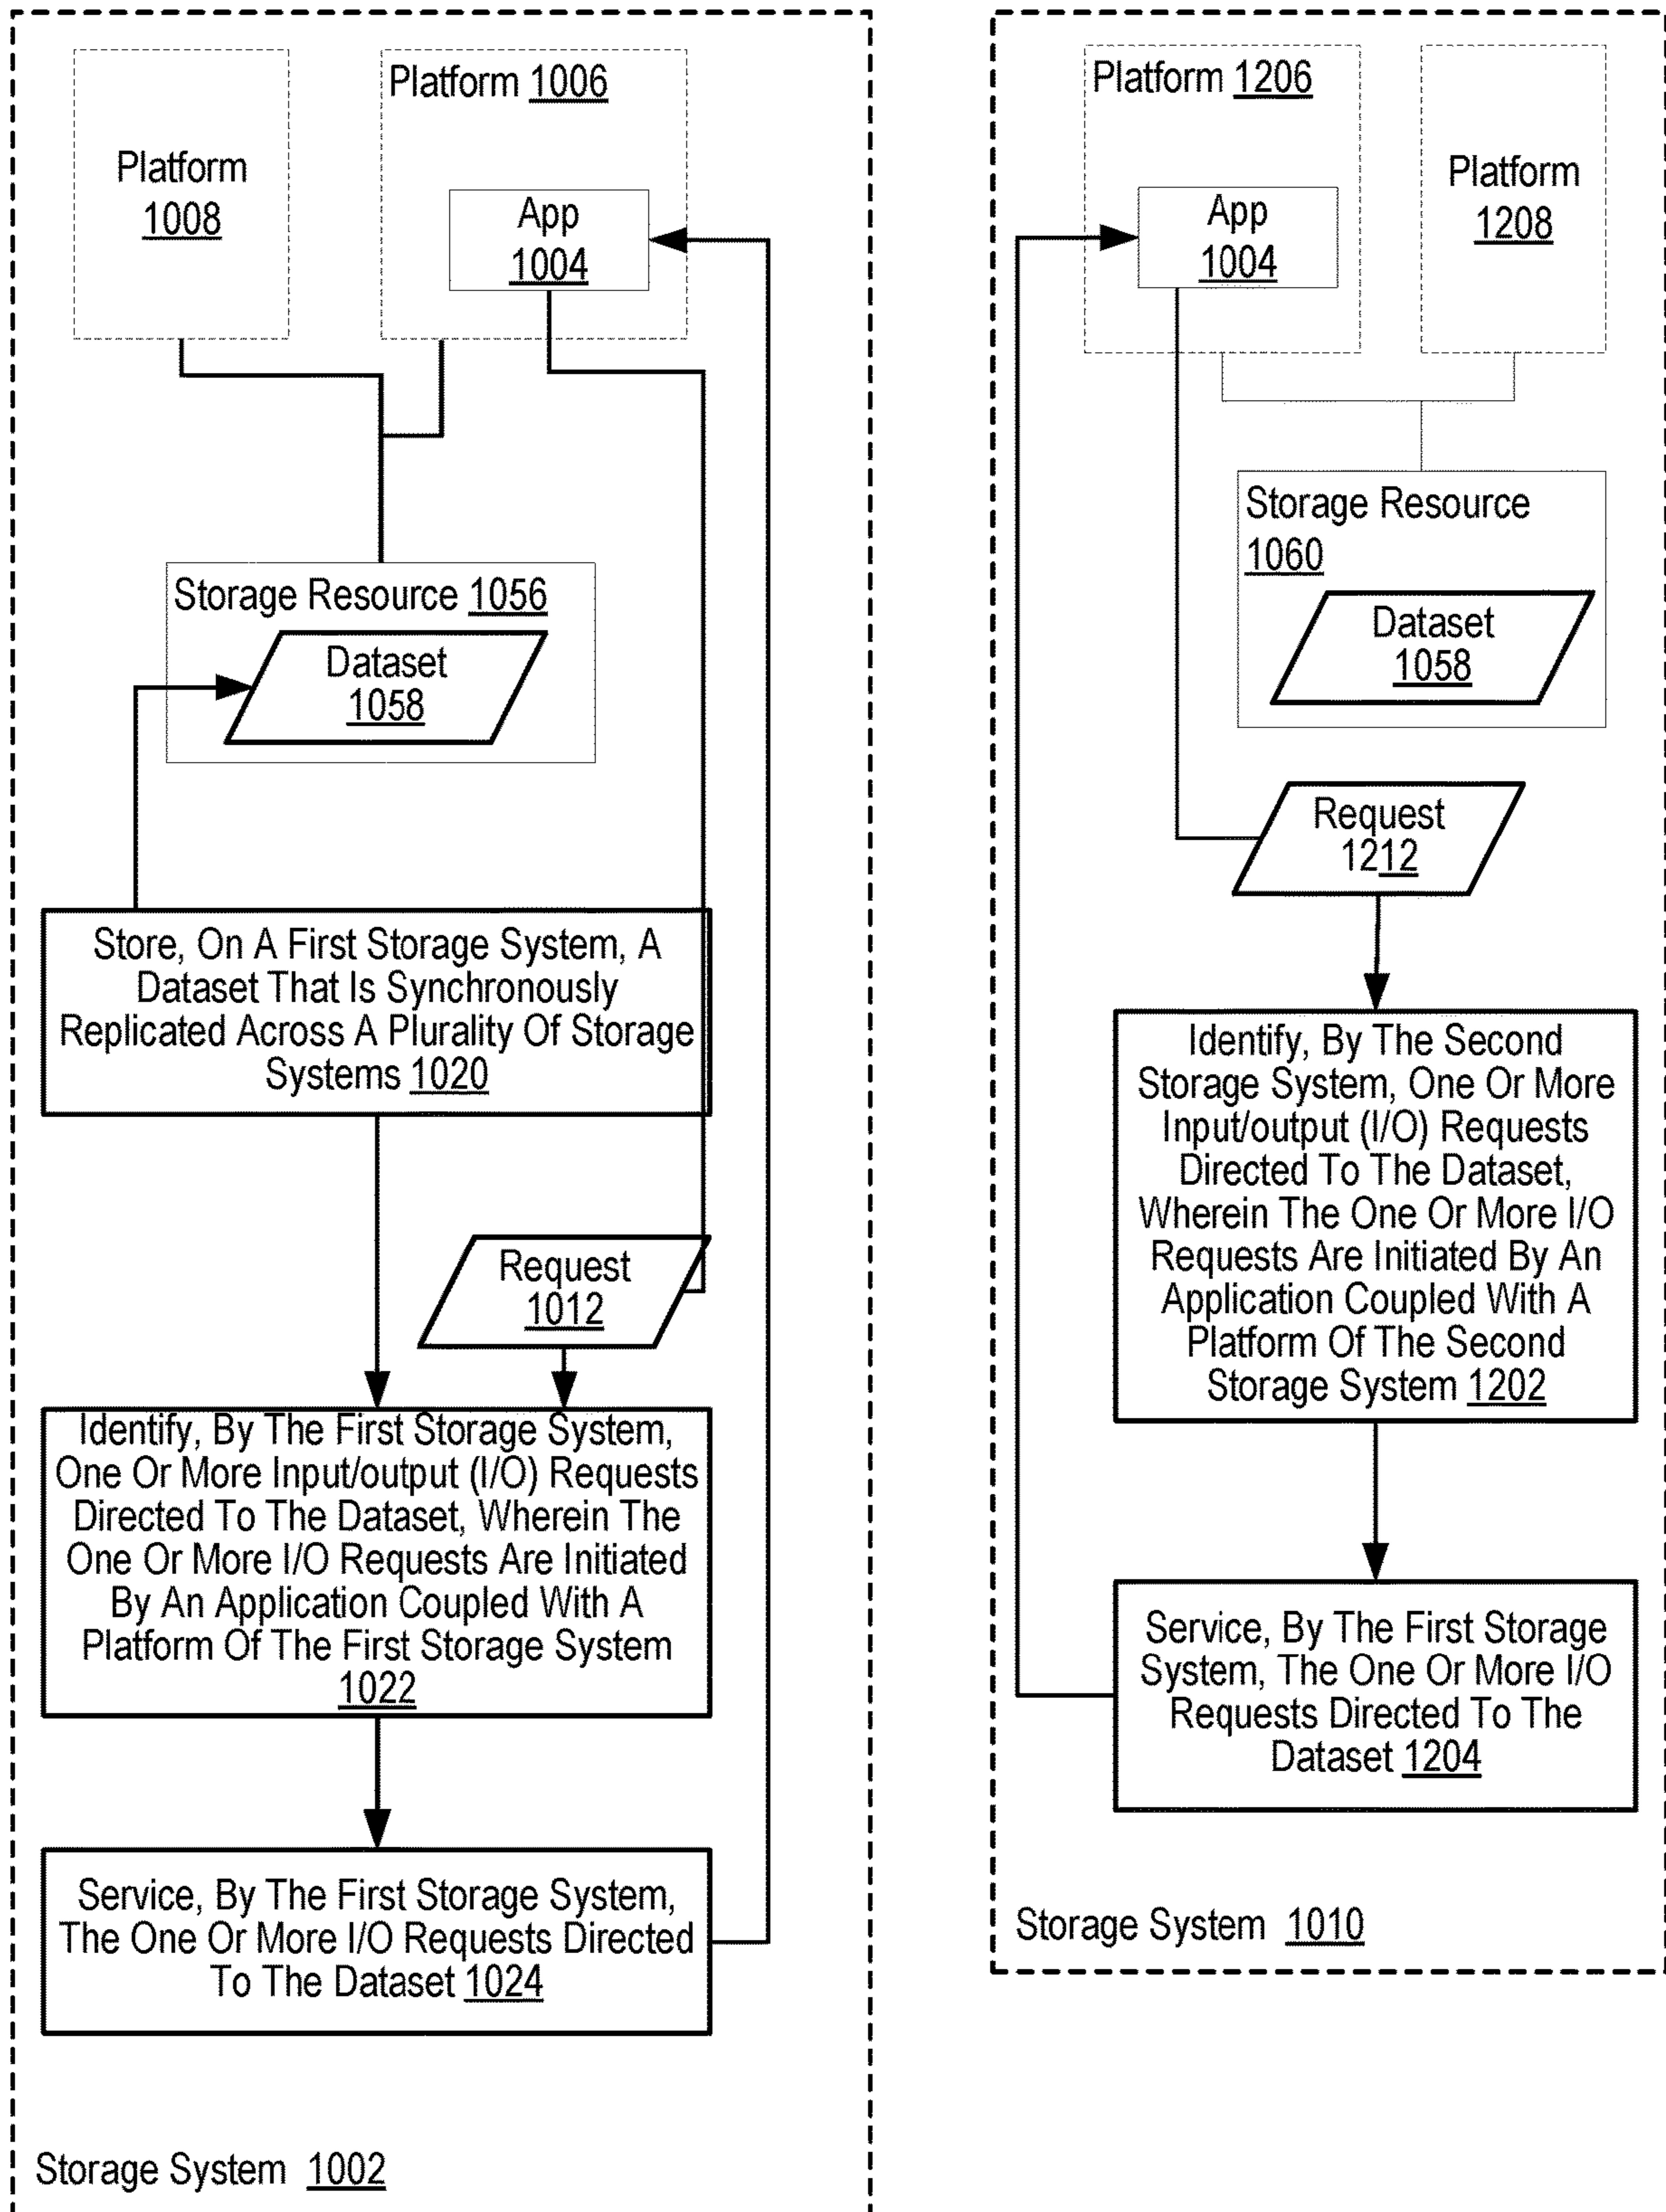 Platform
1008
Platform 1006
App
1004
Storage Resource 1056
Dataset
1058
Store, On A First Storage System, A
Dataset That Is Synchronously
Replicated Across A Plurality Of Storage
Systems 1020
Request
1012
Identify, By The First Storage System,
One Or More Input/output (I/O) Requests
Directed To The Dataset, Wherein The
One Or More I/O Requests Are Initiated
By An Application Coupled With A
Platform Of The First Storage System
1022
Service, By The First Storage System,
The One Or More I/O Requests Directed
To The Dataset 1024
Storage System 1002
Platform 1206
App
1004
Platform
1208
Storage Resource
1060
Dataset
1058
Request
1212
Identify, By The Second
Storage System, One Or More
Input/output (I/O) Requests
Directed To The Dataset,
Wherein The One Or More I/O
Requests Are Initiated By An
Application Coupled With A
Platform Of The Second
Storage System 1202
Service, By The First Storage
System, The One Or More I/O
Requests Directed To The
Dataset 1204
Storage System 1010